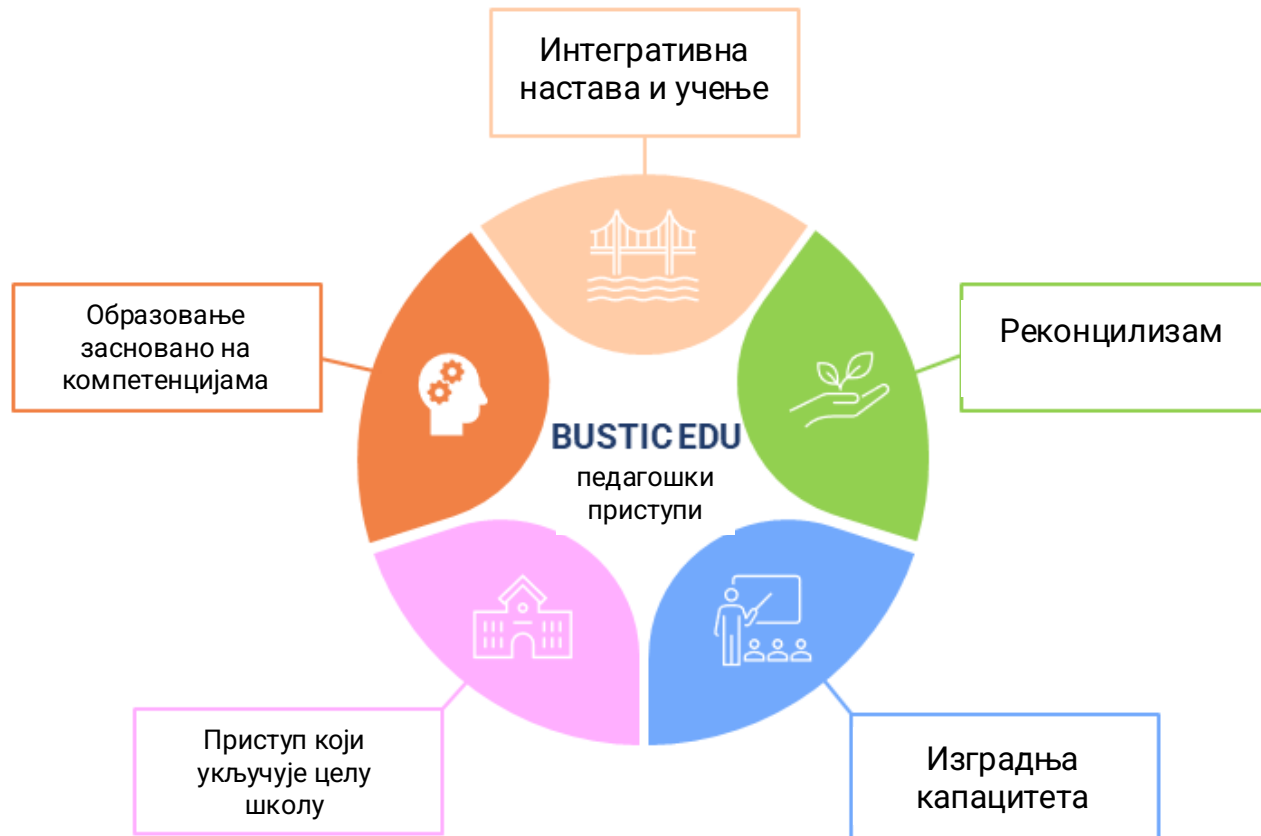 Интегративна
настава и учење
Образовање
засновано на
компетенцијама
Реконцилизам
BUSTIC EDU
педагошки
приступи
Приступ који
укључује целу
школу
Изградња
капацитета